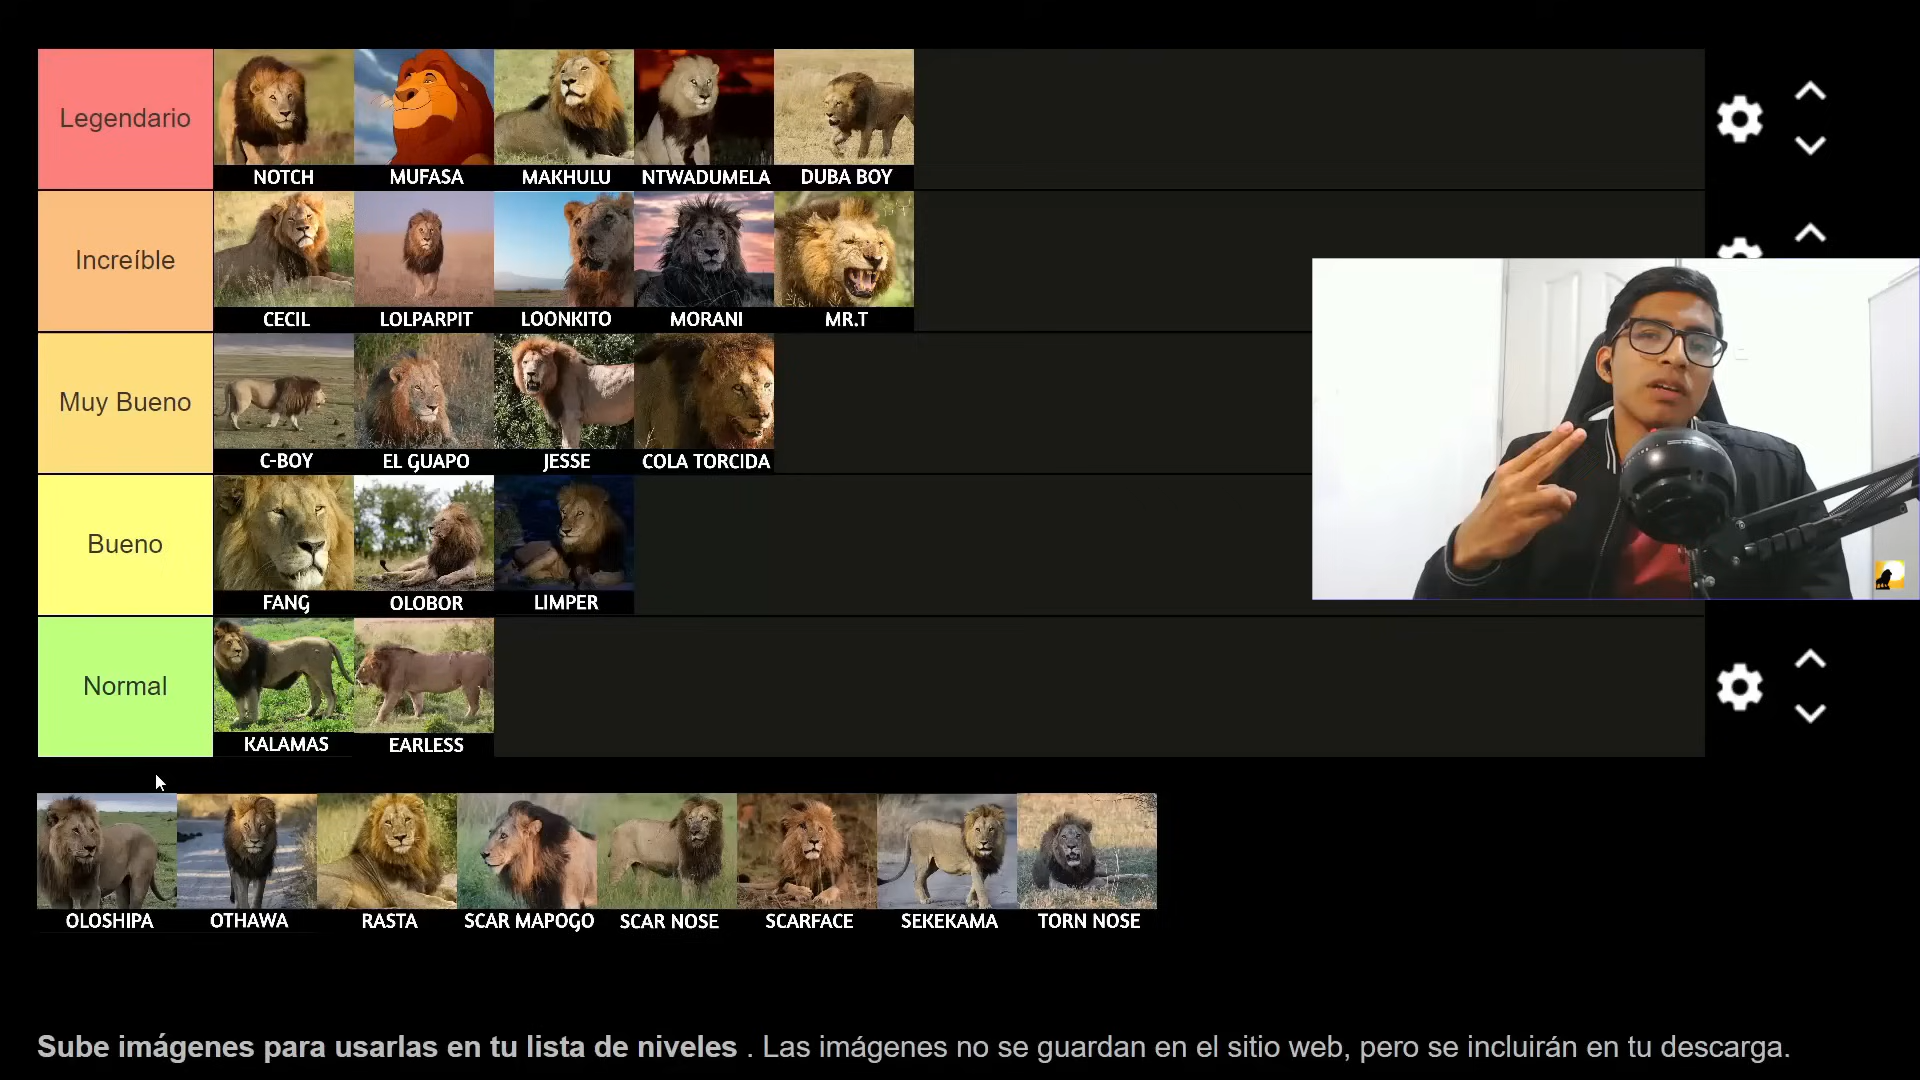 Legendario
NOTCH MUFASA MAKHULU NTWADUMELA DUBA BOY
Increíble
CECIL LOLPARPIT LOONKITO MORANI MR.T
Muy Bueno
C-BOY EL GUAPO JESSE COLA TORCIDA
Bueno
FANG OLOBOR LIMPER
Normal
KALAMAS EARLESS
OLOSHIPA OTHAWA RASTA SCAR MAPOGO SCAR NOSE SCARFACE SEKEKAMA TORN NOSE
Sube imágenes para usarlas en tu lista de niveles . Las imágenes no se guardan en el sitio web, pero se incluirán en tu descarga.